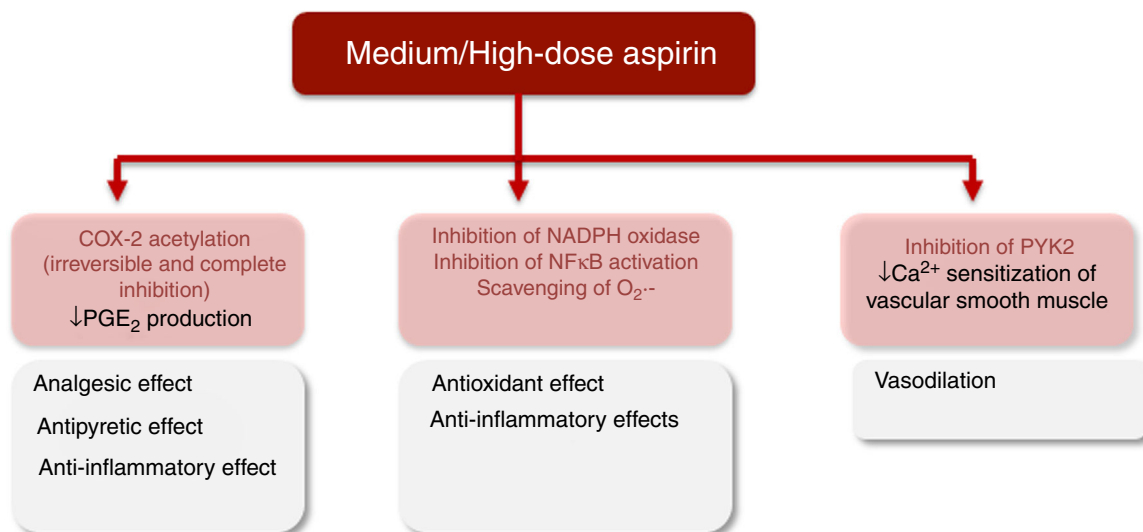 Medium/High-dose aspirin
COX-2 acetylation
(irreversible and complete
inhibition)
↓PGE₂ production
Analgesic effect
Antipyretic effect
Anti-inflammatory effect
Inhibition of NADPH oxidase
Inhibition of NFκB activation
Scavenging of O₂·-
Antioxidant effect
Anti-inflammatory effects
Inhibition of PYK2
↓Ca²⁺ sensitization of
vascular smooth muscle
Vasodilation